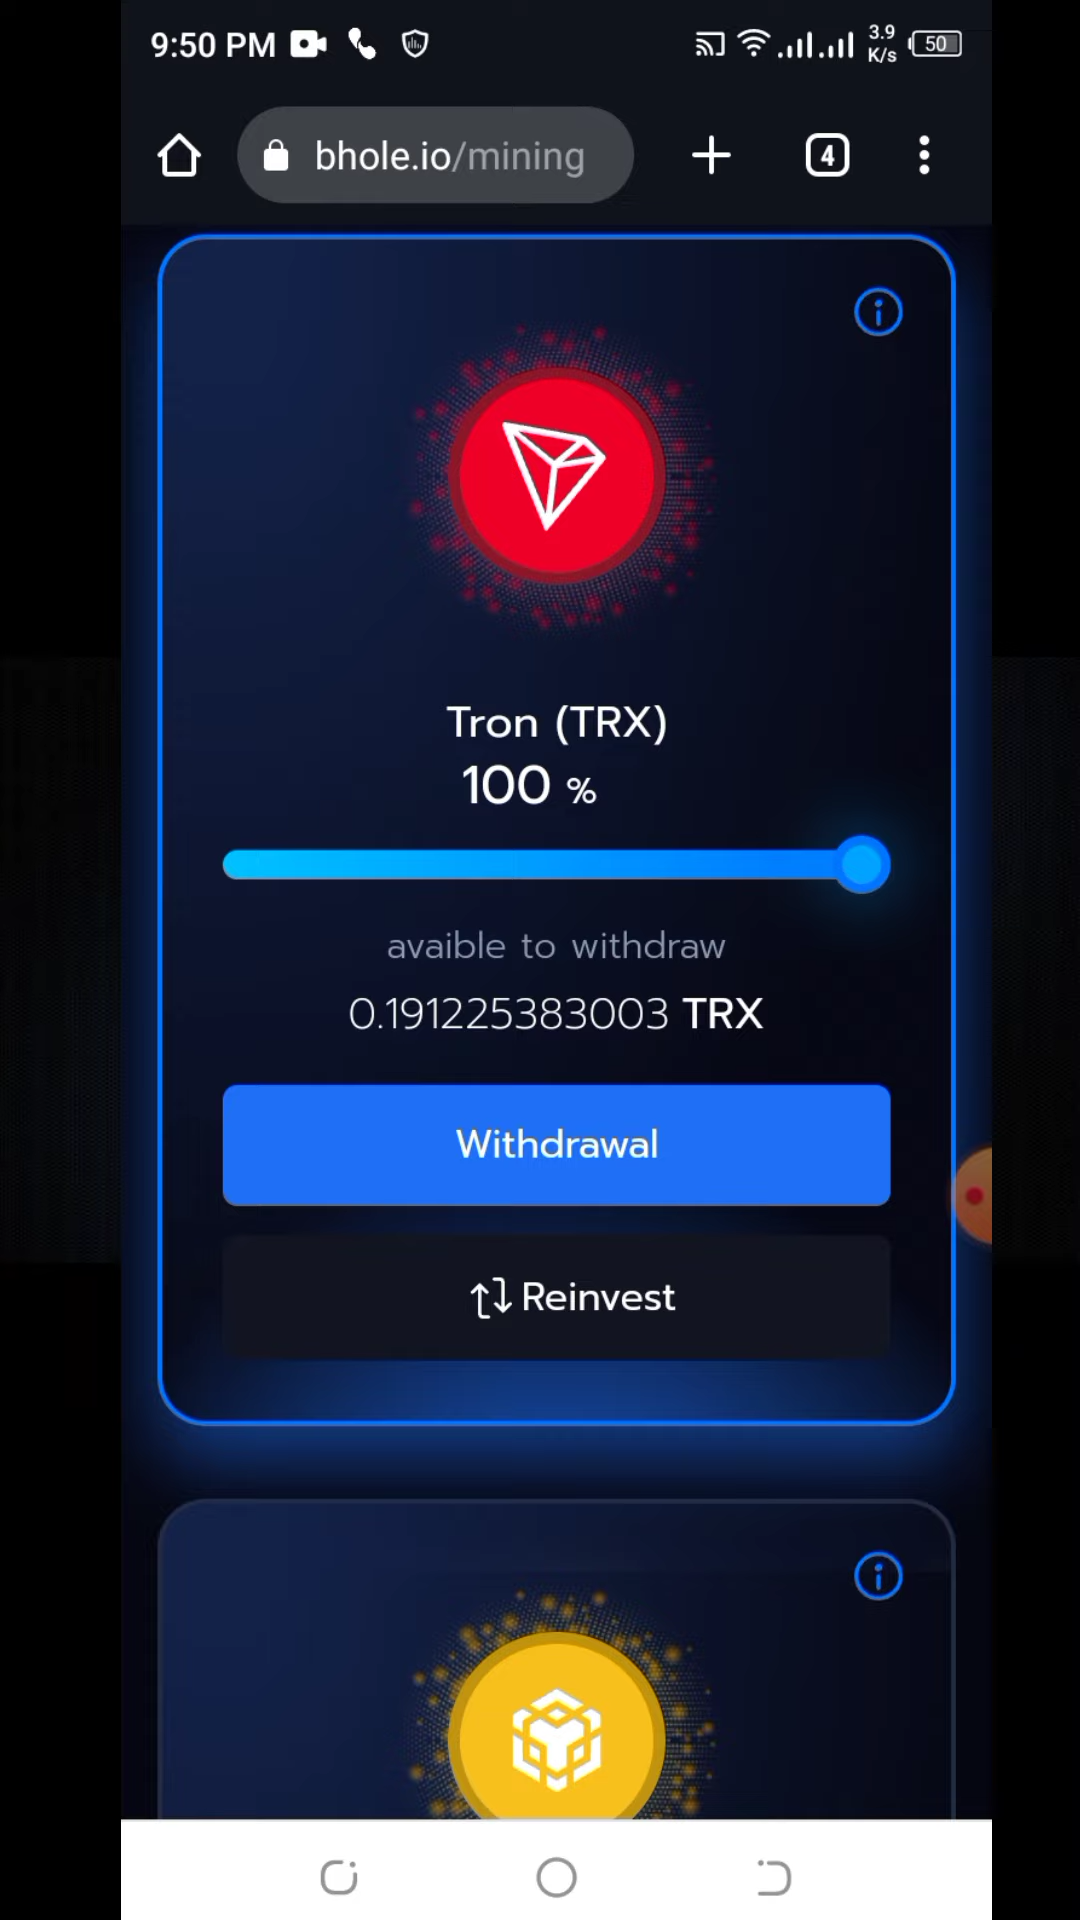 9:50 PM
3.9
K/s
50
bhole.io/mining
4
Tron (TRX)
100 %
avaible to withdraw
0.191225383003 TRX
Withdrawal
Reinvest